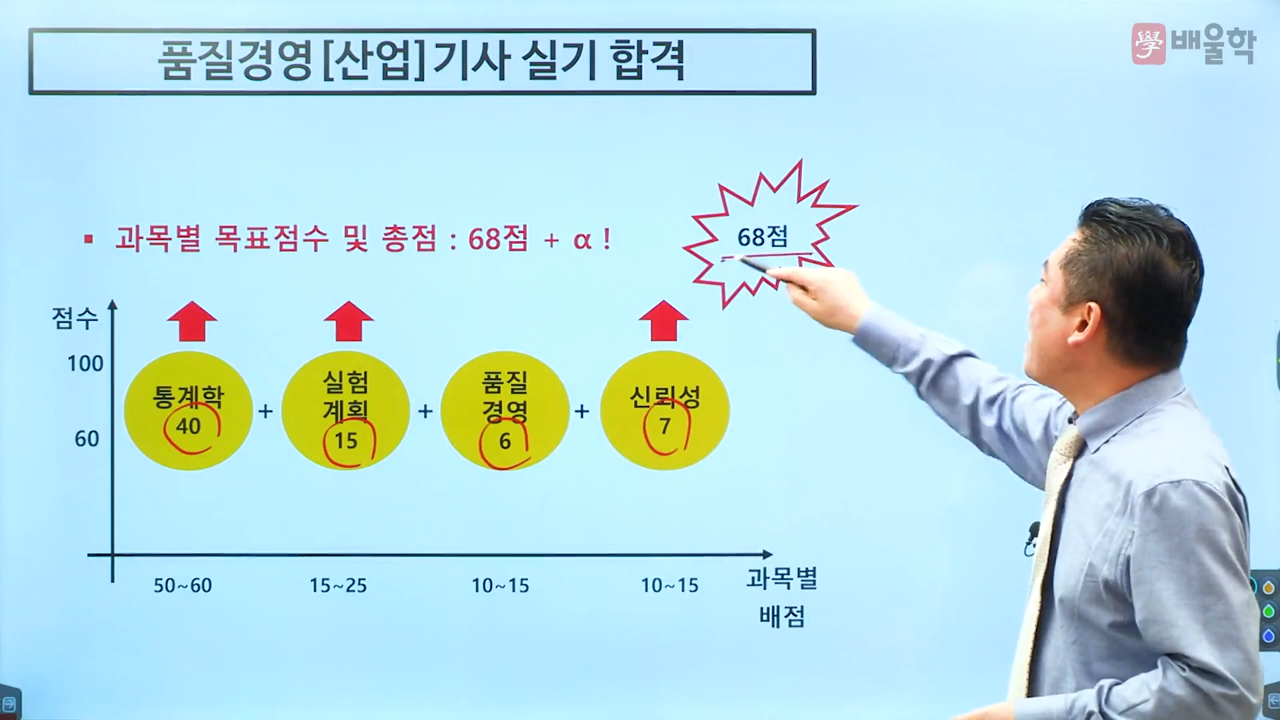 품질경영[산업]기사 실기 합격
學 배울학
▪ 과목별 목표점수 및 총점 : 68점 + α !
68점
점수
100
60
통계학
40
+
실험
계획
15
+
품질
경영
6
+
신뢰성
7
50~60
15~25
10~15
10~15
과목별
배점